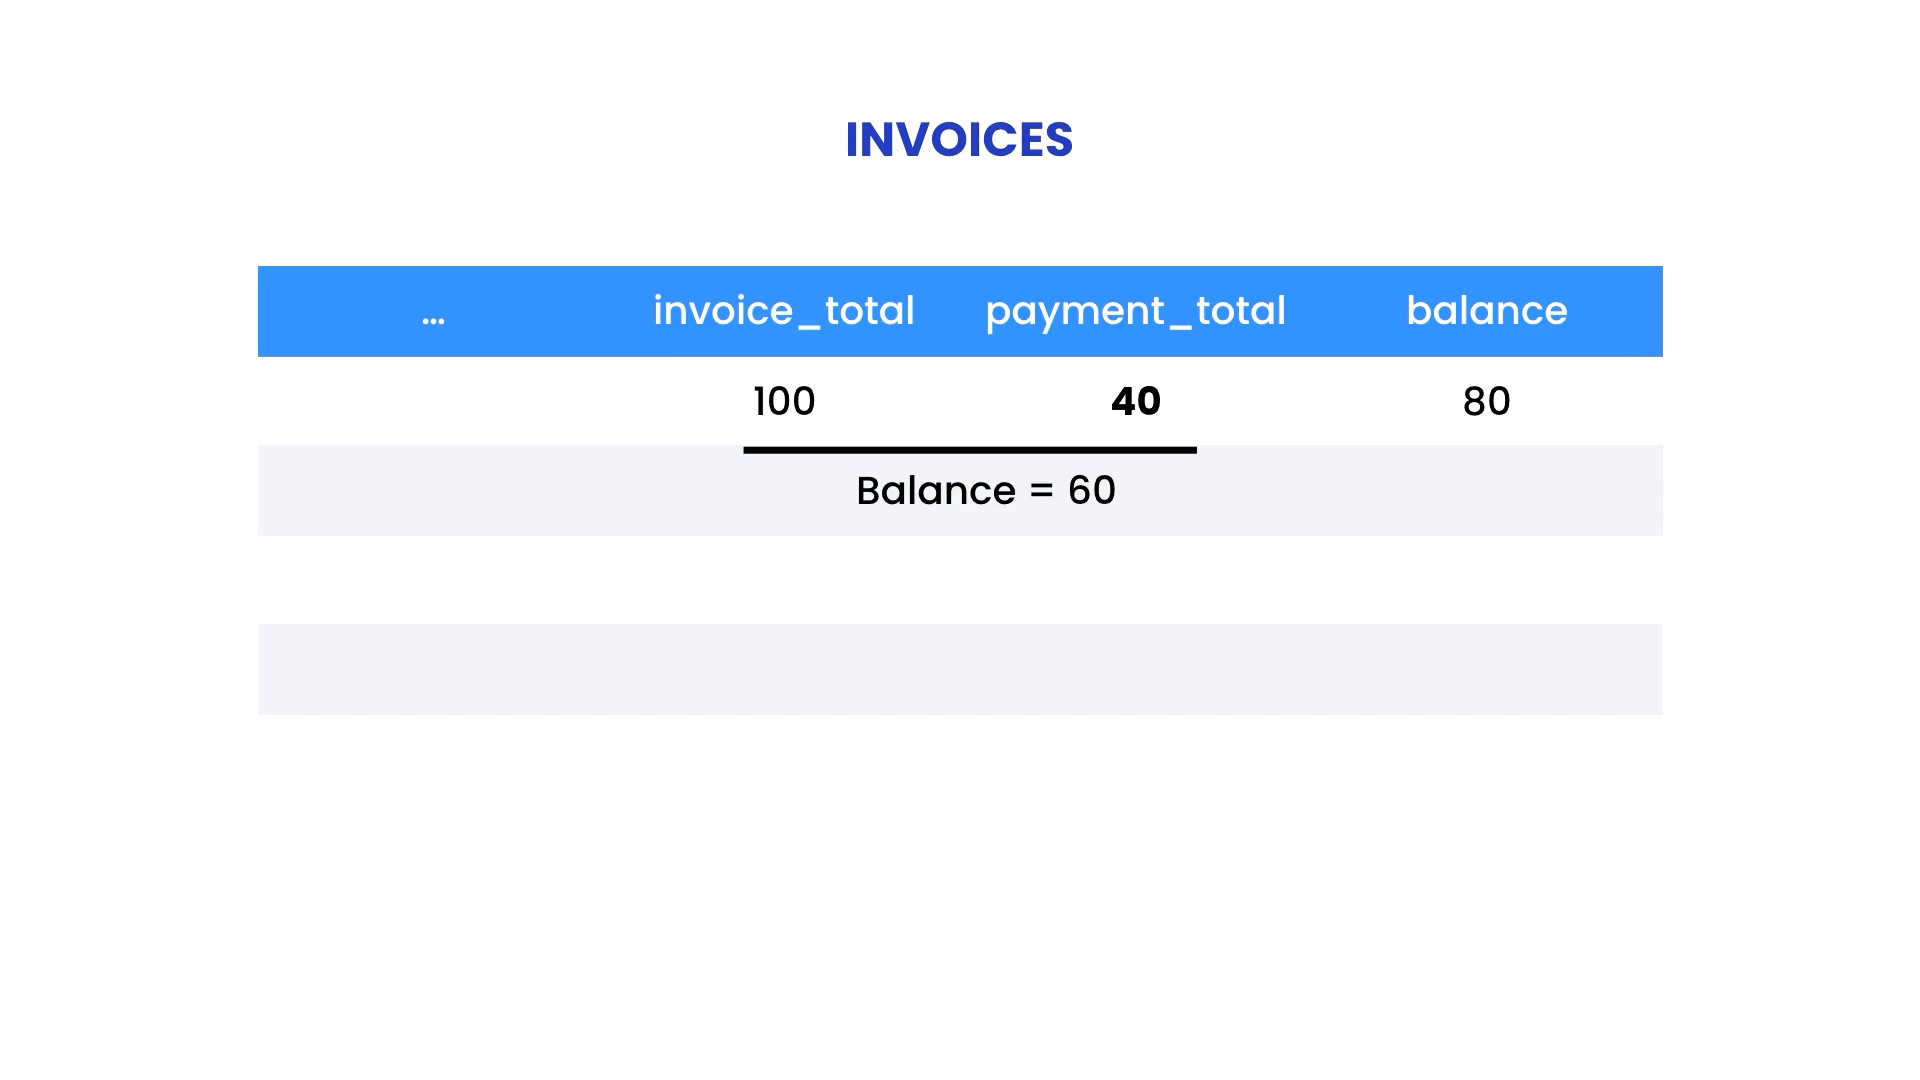 INVOICES
... invoice_total payment_total balance
100 40 80
Balance = 60